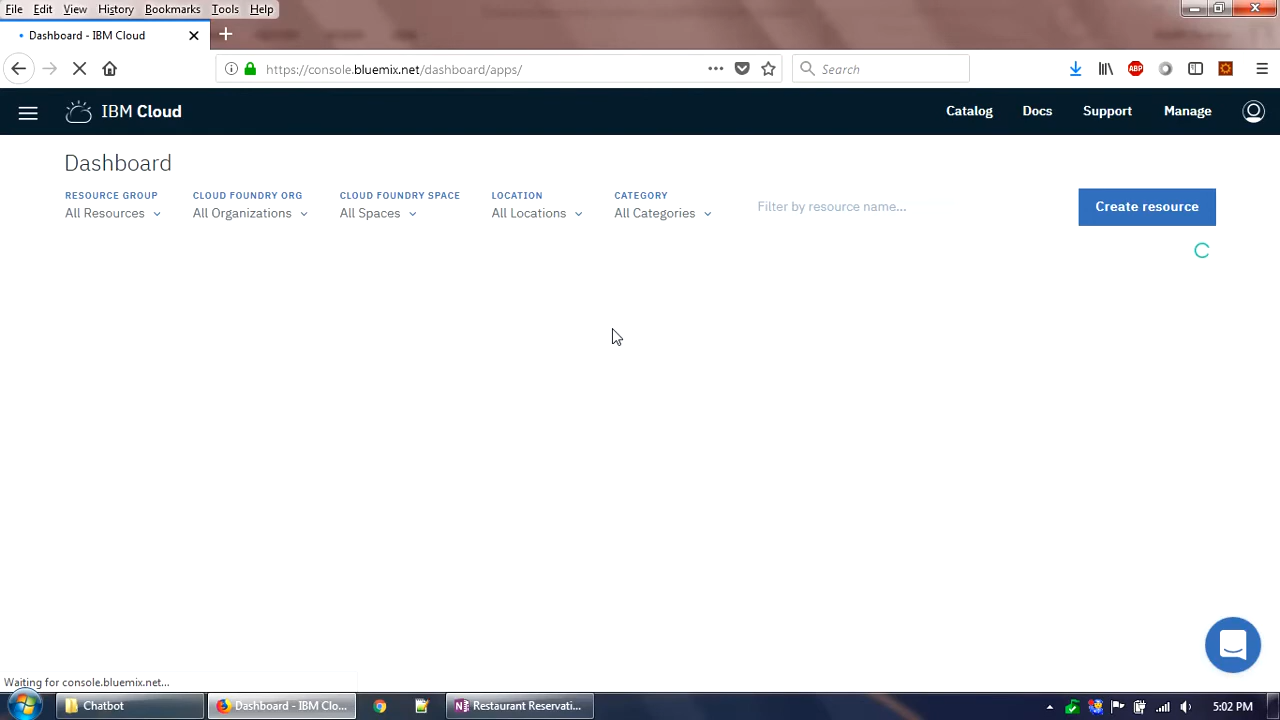 File Edit View History Bookmarks Tools Help
Dashboard - IBM Cloud
https://console.bluemix.net/dashboard/apps/
Search
ABP
IBM Cloud
Catalog Docs Support Manage
Dashboard
RESOURCE GROUP CLOUD FOUNDRY ORG CLOUD FOUNDRY SPACE LOCATION CATEGORY
All Resources All Organizations All Spaces All Locations All Categories
Filter by resource name...
Create resource
Waiting for console.bluemix.net...
Chatbot Dashboard - IBM Clo... Restaurant Reservati... 5:02 PM